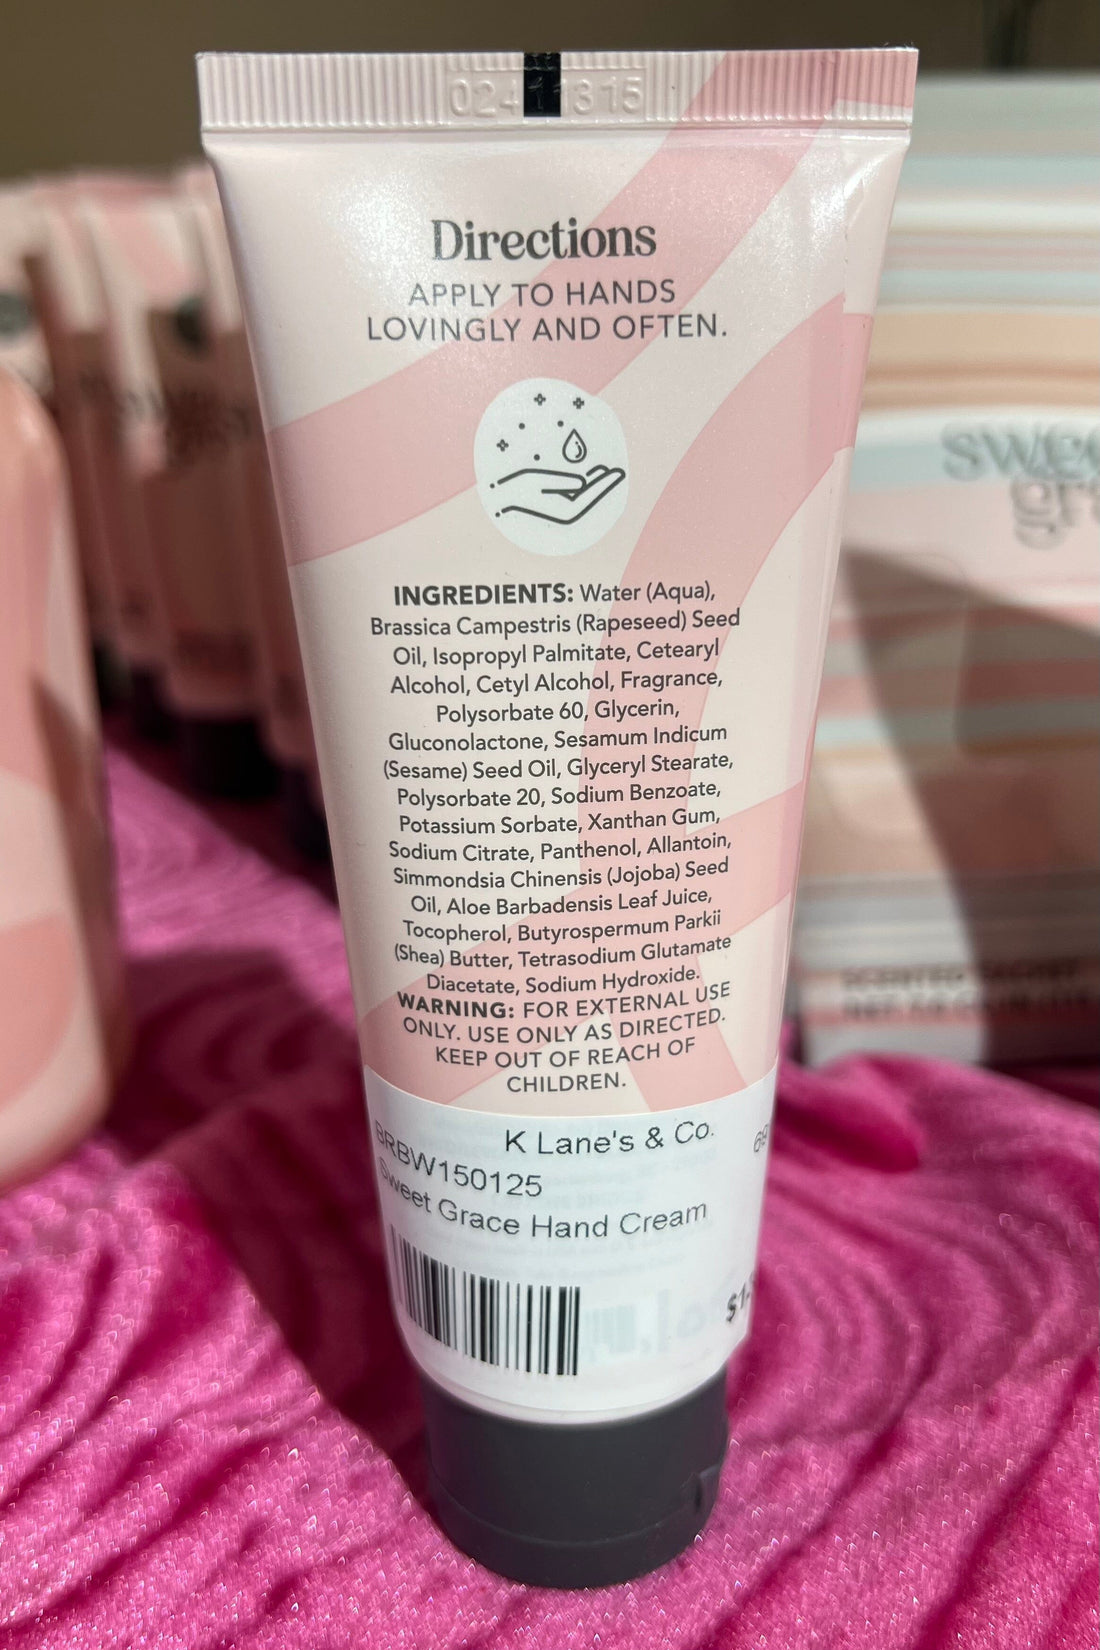 Directions
APPLY TO HANDS
LOVINGLY AND OFTEN.
INGREDIENTS: Water (Aqua),
Brassica Campestris (Rapeseed) Seed
Oil, Isopropyl Palmitate, Cetearyl
Alcohol, Cetyl Alcohol, Fragrance,
Polysorbate 60, Glycerin,
Gluconolactone, Sesamum Indicum
(Sesame) Seed Oil, Glyceryl Stearate,
Polysorbate 20, Sodium Benzoate,
Potassium Sorbate, Xanthan Gum,
Sodium Citrate, Panthenol, Allantoin,
Simmondsia Chinensis (Jojoba) Seed
Oil, Aloe Barbadensis Leaf Juice,
Tocopherol, Butyrospermum Parkii
(Shea) Butter, Tetrasodium Glutamate
Diacetate, Sodium Hydroxide.
WARNING: FOR EXTERNAL USE
ONLY. USE ONLY AS DIRECTED.
KEEP OUT OF REACH OF
CHILDREN.
K Lane's & Co.
BRBW150125
Sweet Grace Hand Cream